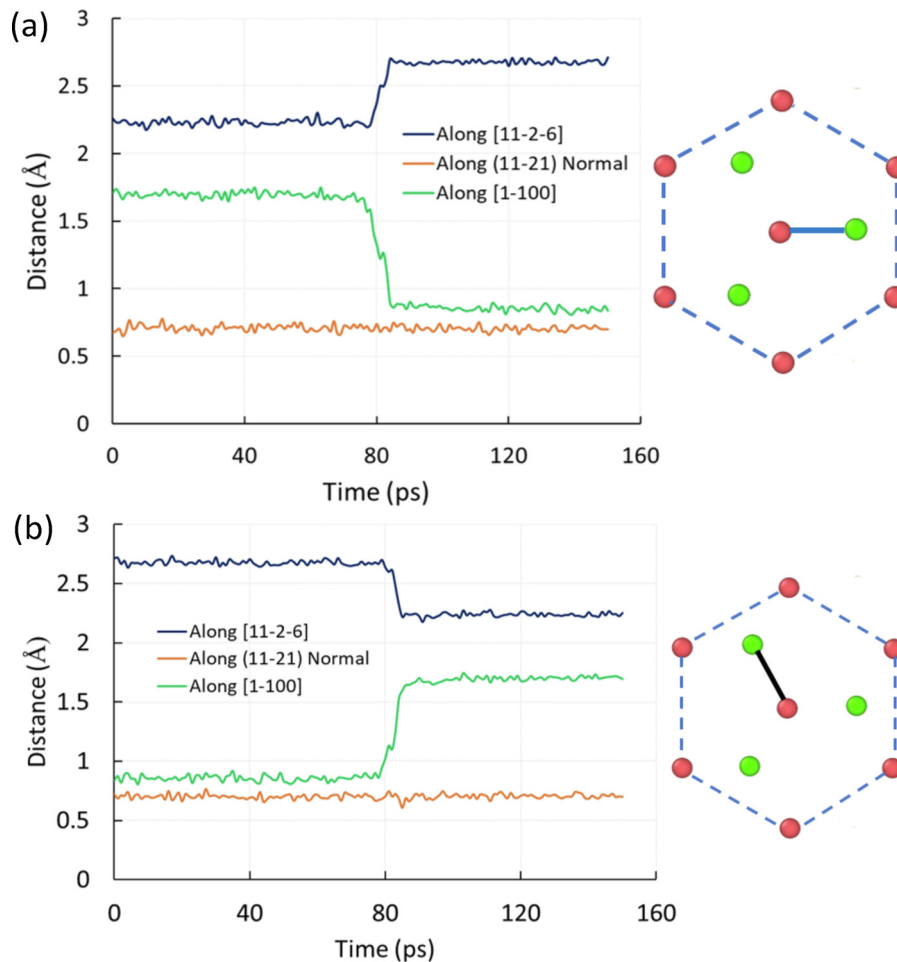 (a)
3
2.5
2
1.5
1
0.5
0
Distance (Å)
Along [11-2-6]
Along (11-21) Normal
Along [1-100]
0 40 80 120 160
Time (ps)
(b)
3
2.5
2
1.5
1
0.5
0
Distance (Å)
Along [11-2-6]
Along (11-21) Normal
Along [1-100]
0 40 80 120 160
Time (ps)